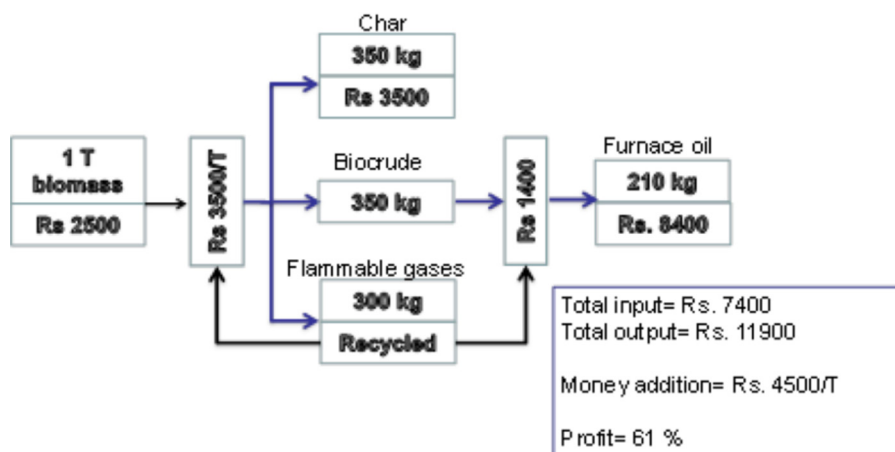 Char
350 kg
Rs 3500
1 T
biomass
Rs 2500
Rs 3500/T
Biocrude
350 kg
Rs 1400
Furnace oil
210 kg
Rs. 8400
Flammable gases
300 kg
Recycled
Total input= Rs. 7400
Total output= Rs. 11900
Money addition= Rs. 4500/T
Profit= 61 %